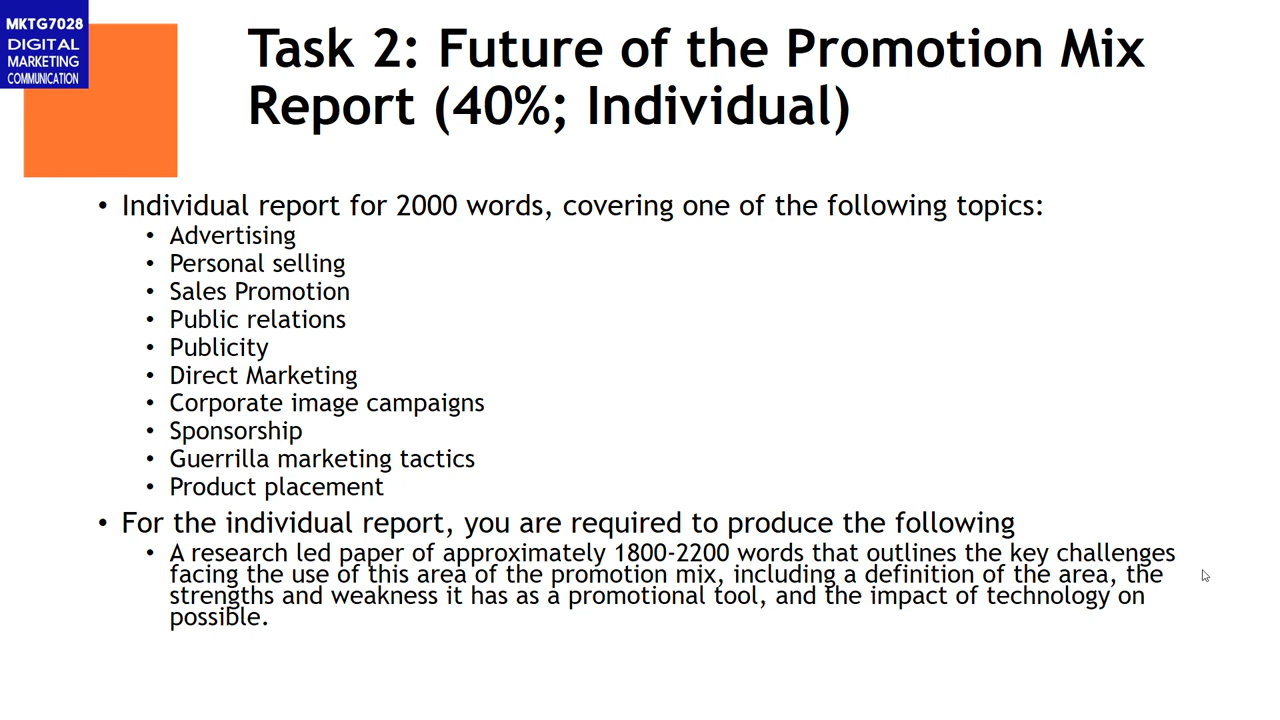 MKTG7028
DIGITAL
MARKETING
COMMUNICATION
Task 2: Future of the Promotion Mix
Report (40%; Individual)
• Individual report for 2000 words, covering one of the following topics:
• Advertising
• Personal selling
• Sales Promotion
• Public relations
• Publicity
• Direct Marketing
• Corporate image campaigns
• Sponsorship
• Guerrilla marketing tactics
• Product placement
• For the individual report, you are required to produce the following
• A research led paper of approximately 1800-2200 words that outlines the key challenges
facing the use of this area of the promotion mix, including a definition of the area, the
strengths and weakness it has as a promotional tool, and the impact of technology on
possible.